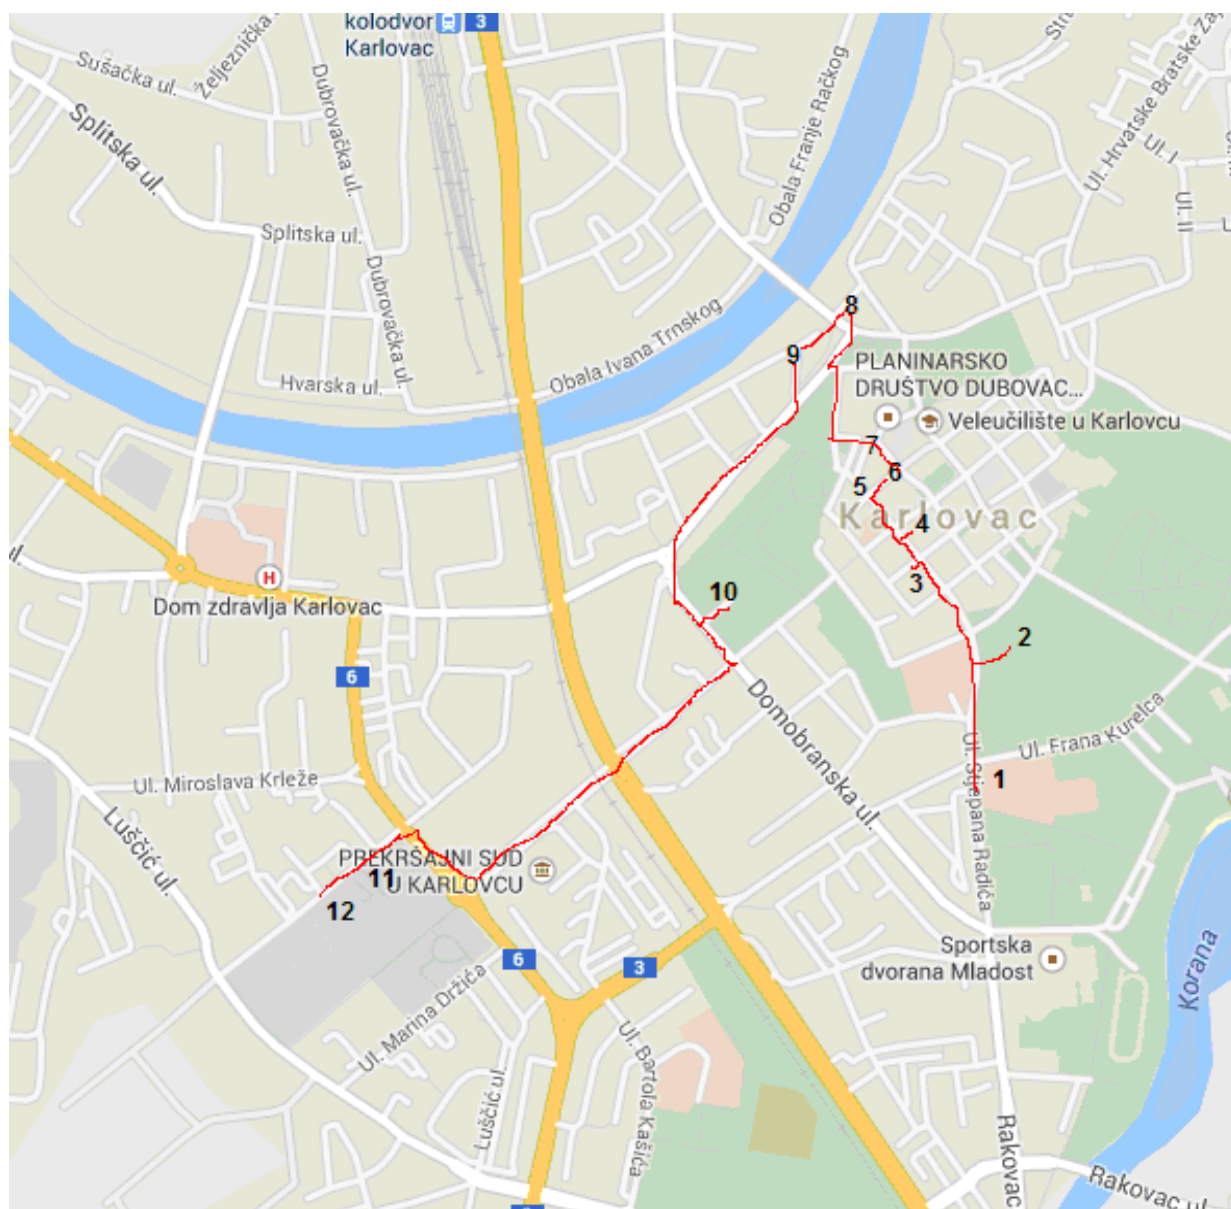 kolodvor
Karlovac
3
Sušačka ul.
Željeznička
Dubrovačka ul.
Splitska ul.
Obala Franje Račkog
Ul. Hrvatske Bratske
Ul. I
Ul. II
Splitska ul.
Dubrovačka ul.
Obala Ivana Trnskog
Hvarska ul.
8
9
PLANINARSKO
DRUŠTVO DUBOVAC...
Veleučilište u Karlovcu
7
6
5
Karlovac
4
3
ul.
H
Dom zdravlja Karlovac
10
2
6
Domobranska ul.
Ul. Frana Kurelca
Ul. Stjepana Radića
1
Ul. Miroslava Krleže
Luščić ul.
PREKRŠAJNI SUD
U KARLOVCU
11
12
6
3
Sportska
dvorana Mladost
Korana
Ul. Marina Držića
Ul. Bartola Kašića
Luščić ul.
Rakovac
Rakovac ul.